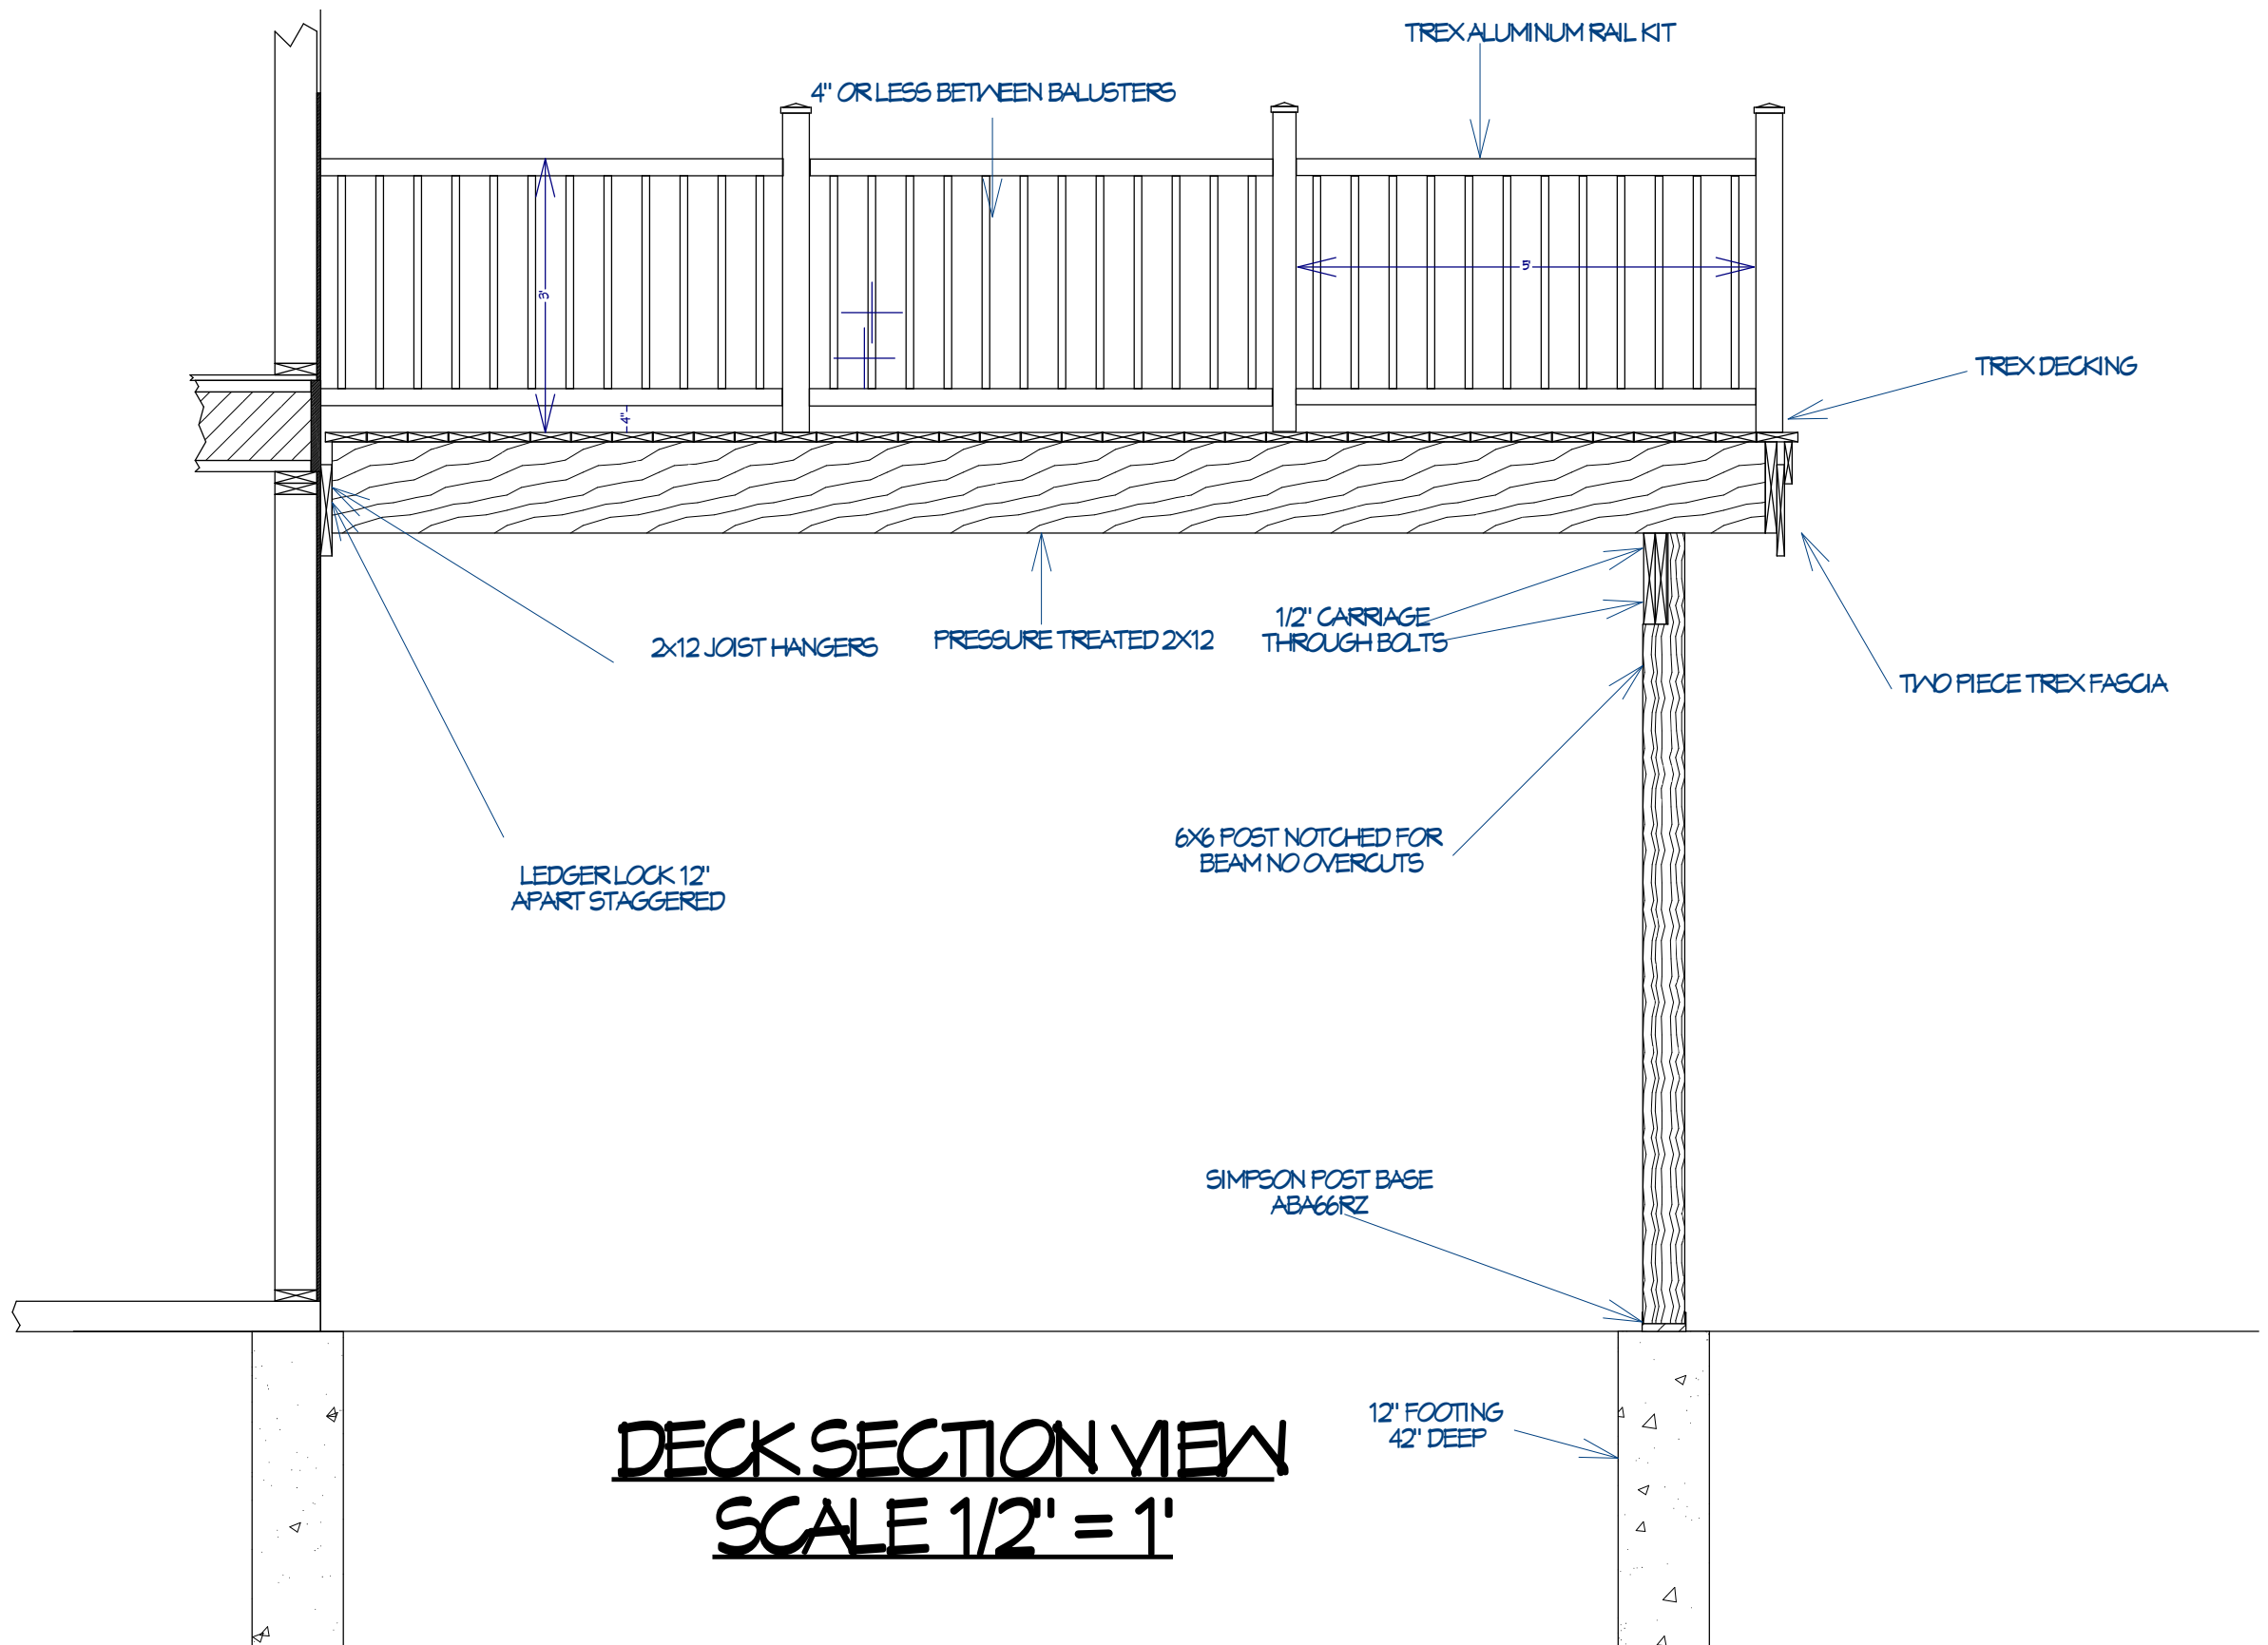 TREX ALUMINUM RAIL KIT
4" OR LESS BETWEEN BALUSTERS
5'
3'
TREX DECKING
4"
1/2" CARRIAGE
THROUGH BOLTS
PRESSURE TREATED 2X12
2x12 JOIST HANGERS
TWO PIECE TREX FASCIA
6X6 POST NOTCHED FOR
BEAM NO OVERCUTS
LEDGER LOCK 12"
APART STAGGERED
SIMPSON POST BASE
ABA66RZ
12" FOOTING
42" DEEP
DECK SECTION VIEW
SCALE 1/2" = 1'